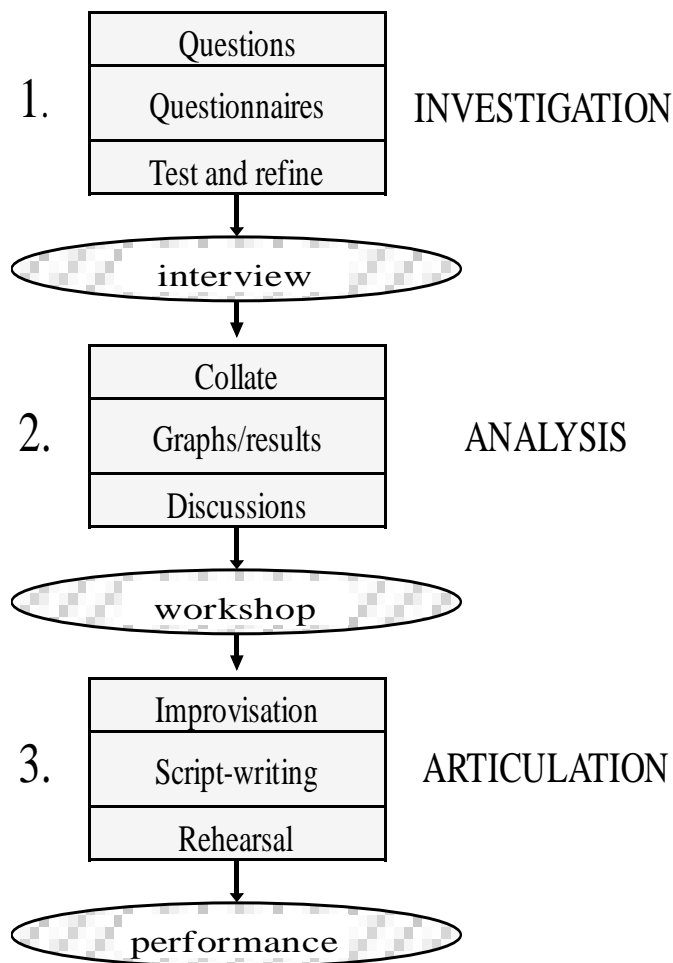 Questions
1. Questionnaires INVESTIGATION
Test and refine
interview
Collate
2. Graphs/results ANALYSIS
Discussions
workshop
Improvisation
3. Script-writing ARTICULATION
Rehearsal
performance